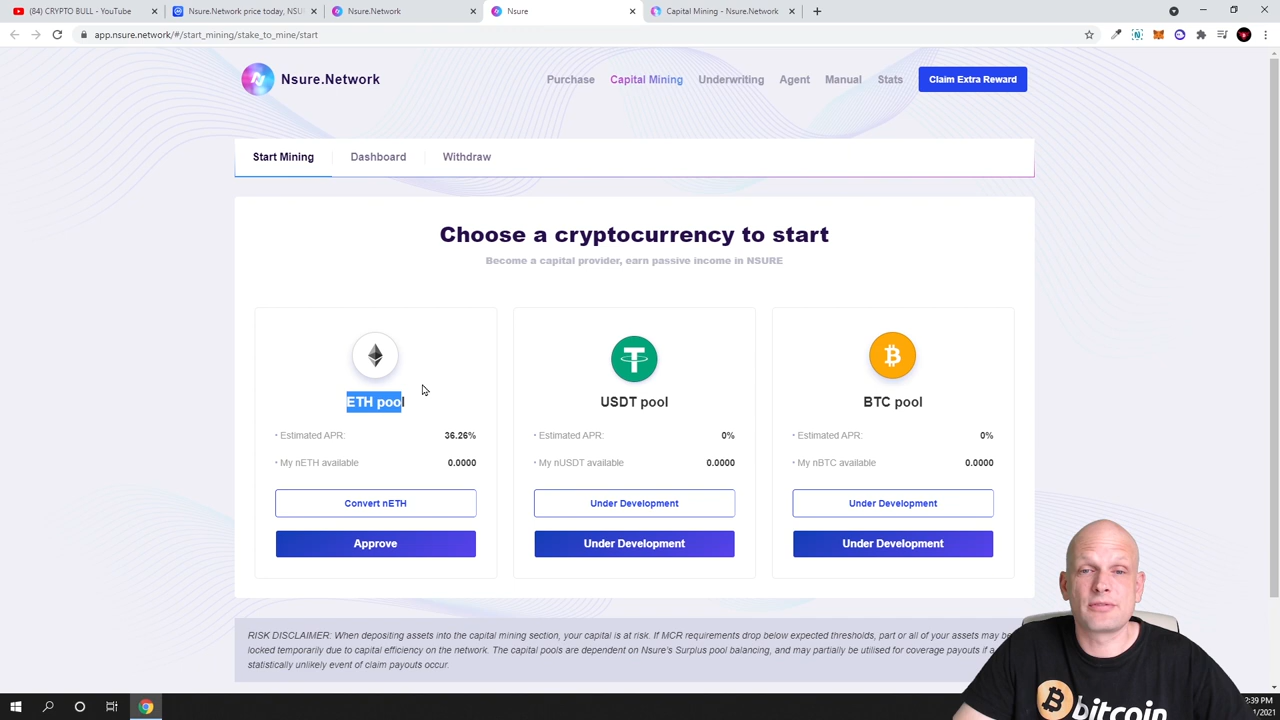 (84) CRYPTO BULL - YouTube
Nsure.Network price today, NSU
Nsure.Network
Nsure
Capital Mining - Nsure.Network
app.nsure.network/#/start_mining/stake_to_mine/start
Nsure.Network
Purchase
Capital Mining
Underwriting
Agent
Manual
Stats
Claim Extra Reward
Start Mining
Dashboard
Withdraw
Choose a cryptocurrency to start
Become a capital provider, earn passive income in NSURE
ETH pool
• Estimated APR: 36.26%
• My nETH available 0.0000
Convert nETH
Approve
USDT pool
• Estimated APR: 0%
• My nUSDT available 0.0000
Under Development
Under Development
BTC pool
• Estimated APR: 0%
• My nBTC available 0.0000
Under Development
Under Development
RISK DISCLAIMER: When depositing assets into the capital mining section, your capital is at risk. If MCR requirements drop below expected thresholds, part or all of your assets may be
locked temporarily due to capital efficiency on the network. The capital pools are dependent on Nsure's Surplus pool balancing, and may partially be utilised for coverage payouts if a
statistically unlikely event of claim payouts occur.
bitcoin
2:39 PM
1/2021